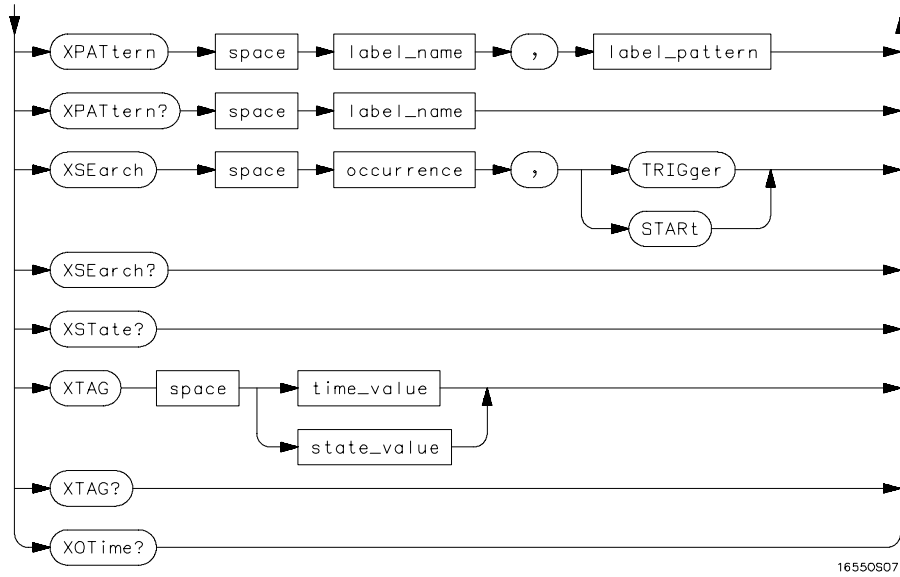 XPATtern space label_name , label_pattern
XPATtern? space label_name
XSEarch space occurrence , TRIGger
STARt
XSEarch?
XSTate?
XTAG space time_value
state_value
XTAG?
XOTime?
16550S07